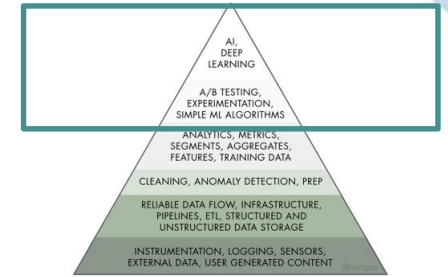 AI,
DEEP
LEARNING
A/B TESTING,
EXPERIMENTATION,
SIMPLE ML ALGORITHMS
ANALYTICS, METRICS,
SEGMENTS, AGGREGATES,
FEATURES, TRAINING DATA
CLEANING, ANOMALY DETECTION, PREP
RELIABLE DATA FLOW, INFRASTRUCTURE,
PIPELINES, ETL, STRUCTURED AND
UNSTRUCTURED DATA STORAGE
INSTRUMENTATION, LOGGING, SENSORS,
EXTERNAL DATA, USER GENERATED CONTENT